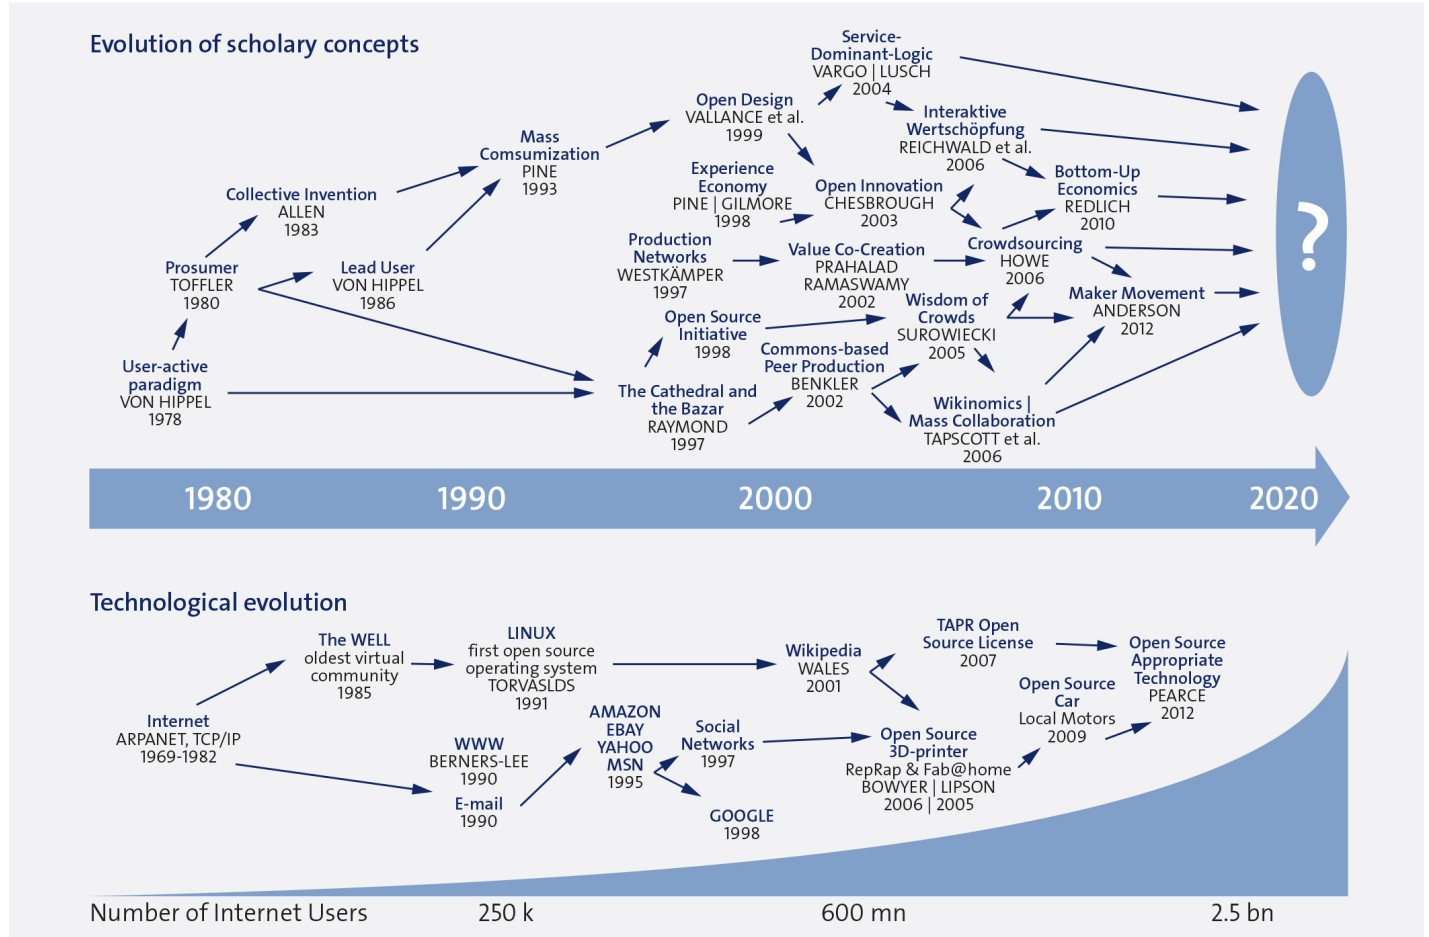 Evolution of scholary concepts
Service-
Dominant-Logic
VARGO | LUSCH
2004
Open Design
VALLANCE et al.
1999
Interaktive
Wertschöpfung
REICHWALD et al.
2006
Mass
Comsumization
PINE
1993
Experience
Economy
PINE | GILMORE
1998
Open Innovation
CHESBROUGH
2003
Bottom-Up
Economics
REDLICH
2010
Collective Invention
ALLEN
1983
Production
Networks
WESTKÄMPER
1997
Value Co-Creation
PRAHALAD
RAMASWAMY
2002
Crowdsourcing
HOWE
2006
?
Prosumer
TOFFLER
1980
Lead User
VON HIPPEL
1986
Open Source
Initiative
1998
Wisdom of
Crowds
SUROWIECKI
2005
Maker Movement
ANDERSON
2012
User-active
paradigm
VON HIPPEL
1978
The Cathedral and
the Bazar
RAYMOND
1997
Commons-based
Peer Production
BENKLER
2002
Wikinomics |
Mass Collaboration
TAPSCOTT et al.
2006
1980 1990 2000 2010 2020
Technological evolution
The WELL
oldest virtual
community
1985
LINUX
first open source
operating system
TORVASLDS
1991
Wikipedia
WALES
2001
TAPR Open
Source License
2007
Open Source
Appropriate
Technology
PEARCE
2012
Internet
ARPANET, TCP/IP
1969-1982
WWW
BERNERS-LEE
1990
E-mail
1990
AMAZON
EBAY
YAHOO
MSN
1995
Social
Networks
1997
GOOGLE
1998
Open Source
3D-printer
RepRap & Fab@home
BOWYER | LIPSON
2006 | 2005
Open Source
Car
Local Motors
2009
Number of Internet Users 250 k 600 mn 2.5 bn